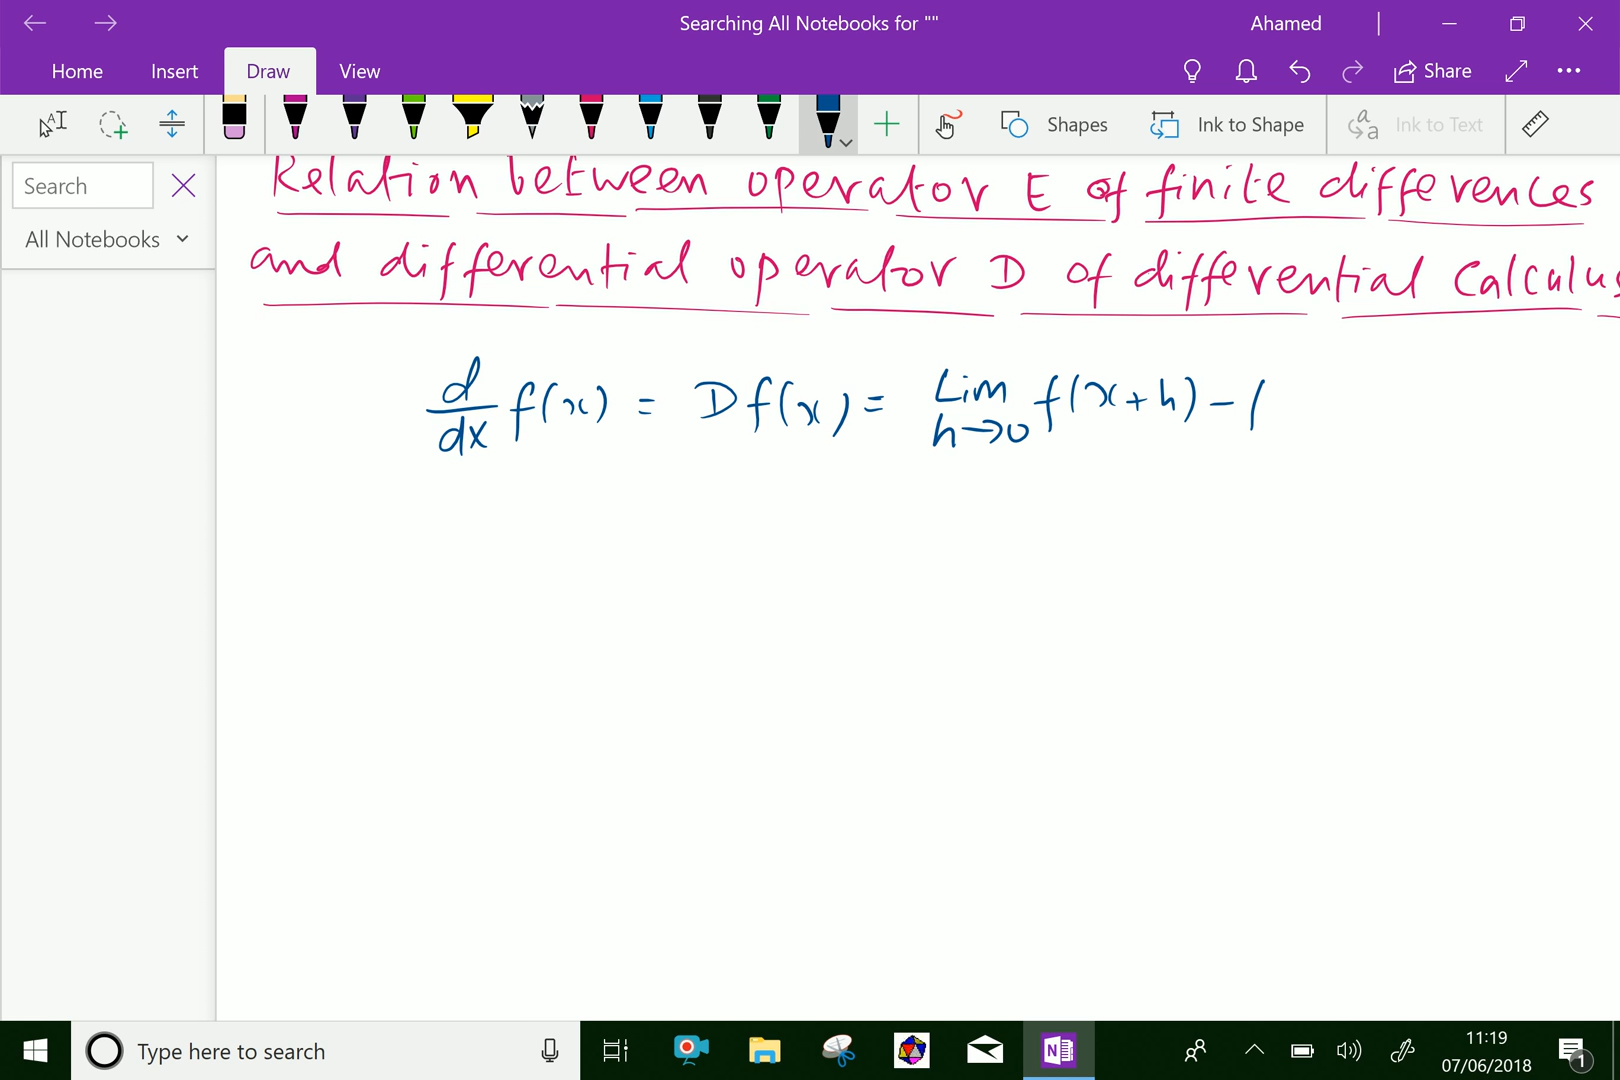 Searching All Notebooks for ""
Ahamed
Home Insert Draw View Share
Shapes Ink to Shape Ink to Text
Search
All Notebooks
Relation between operator E of finite differences
and differential operator D of differential Calculus
d/dx f(x) = Df(x) = Lim h→0 f(x+h) - (
Type here to search
11:19
07/06/2018
1